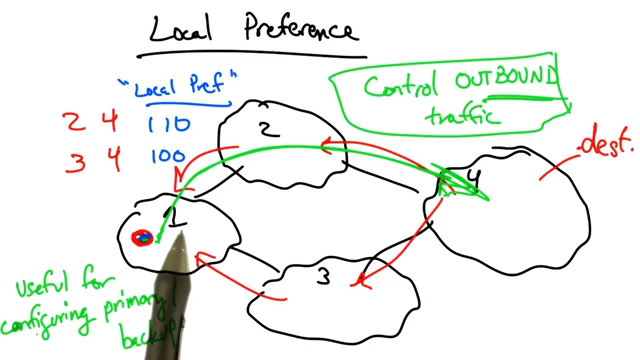 Local Preference
"Local Pref"
2 4 110
3 4 100
Control OUTBOUND
traffic
2
4
dest.
1
3
useful for
configuring primary /
backup